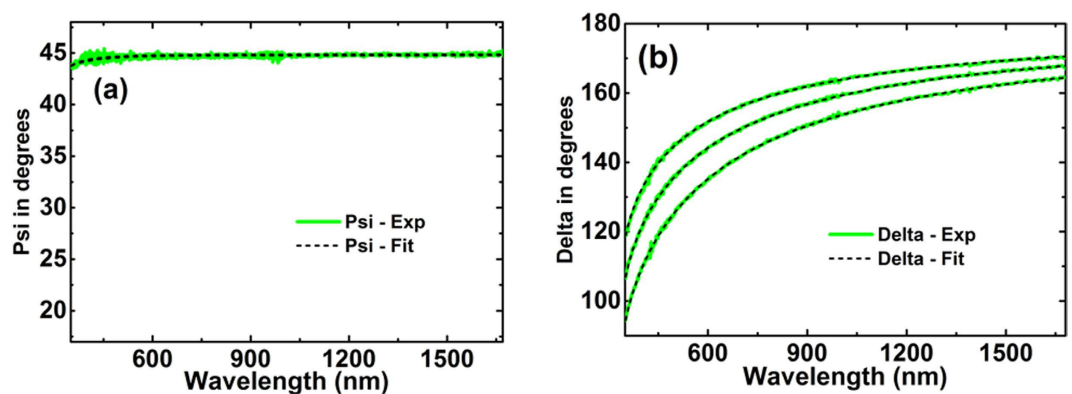 45
40
35
30
25
20
Psi in degrees
(a)
Psi - Exp
Psi - Fit
600
900
1200
1500
Wavelength (nm)
180
160
140
120
100
Delta in degrees
(b)
Delta - Exp
Delta - Fit
600
900
1200
1500
Wavelength (nm)